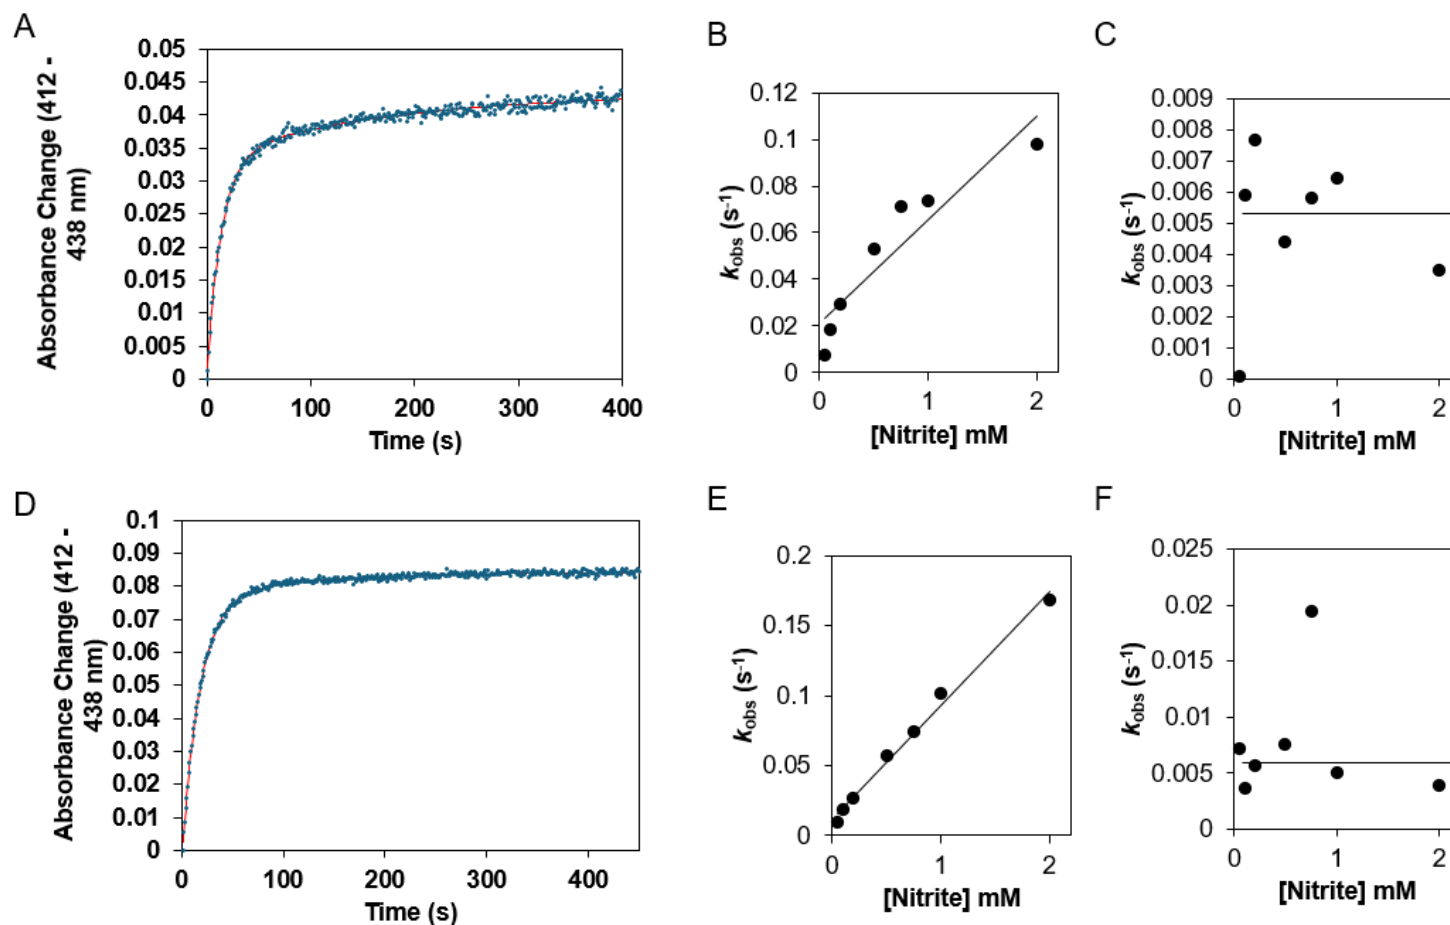 A
Absorbance Change (412 -
438 nm)
0.05
0.045
0.04
0.035
0.03
0.025
0.02
0.015
0.01
0.005
0
0 100 200 300 400
Time (s)
B
kobs (s-1)
0.12
0.1
0.08
0.06
0.04
0.02
0
0 1 2
[Nitrite] mM
C
kobs (s-1)
0.009
0.008
0.007
0.006
0.005
0.004
0.003
0.002
0.001
0
0 1 2
[Nitrite] mM
D
Absorbance Change (412 -
438 nm)
0.1
0.09
0.08
0.07
0.06
0.05
0.04
0.03
0.02
0.01
0
0 100 200 300 400
Time (s)
E
kobs (s-1)
0.2
0.15
0.1
0.05
0
0 1 2
[Nitrite] mM
F
kobs (s-1)
0.025
0.02
0.015
0.01
0.005
0
0 1 2
[Nitrite] mM